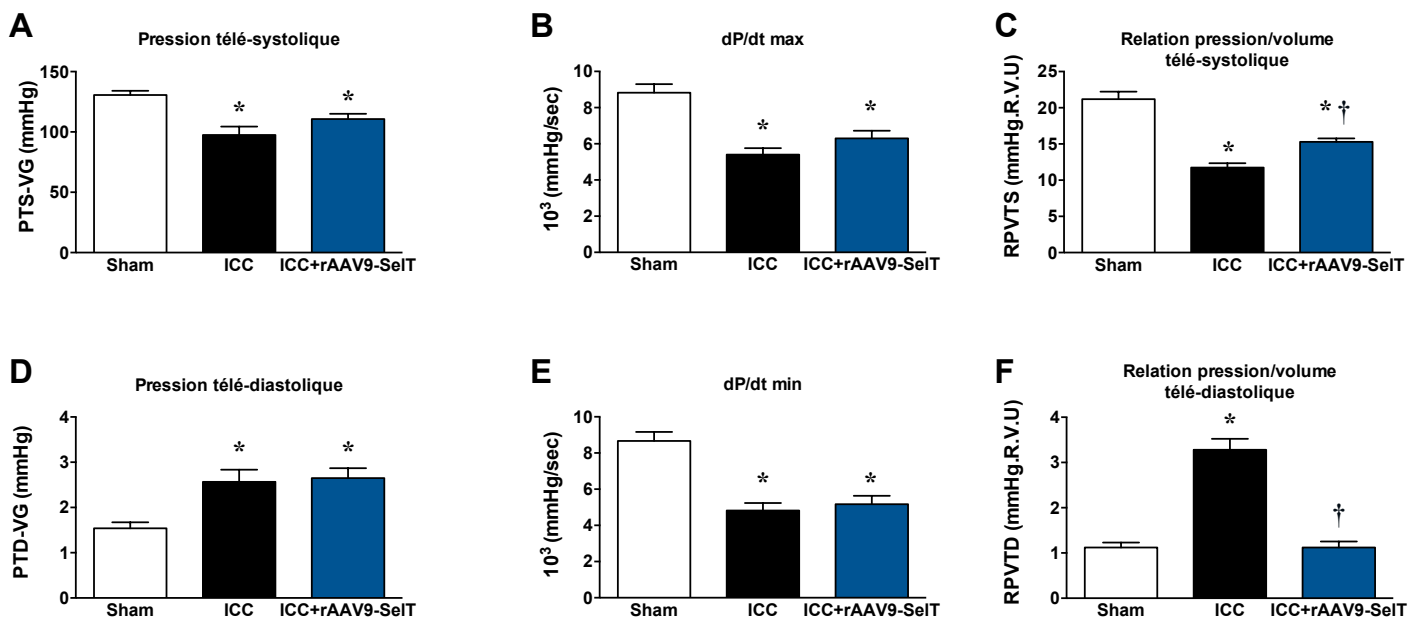 A
Pression télé-systolique
PTS-VG (mmHg)
150
100
50
0
*
*
Sham
ICC
ICC+rAAV9-SelT
B
dP/dt max
10³ (mmHg/sec)
10
8
6
4
2
0
*
*
Sham
ICC
ICC+rAAV9-SelT
C
Relation pression/volume
télé-systolique
RPVTS (mmHg.R.V.U)
25
20
15
10
5
0
*
* †
Sham
ICC
ICC+rAAV9-SelT
D
Pression télé-diastolique
PTD-VG (mmHg)
4
3
2
1
0
*
*
Sham
ICC
ICC+rAAV9-SelT
E
dP/dt min
10³ (mmHg/sec)
10
8
6
4
2
0
*
*
Sham
ICC
ICC+rAAV9-SelT
F
Relation pression/volume
télé-diastolique
RPVTD (mmHg.R.V.U)
4
3
2
1
0
*
†
Sham
ICC
ICC+rAAV9-SelT